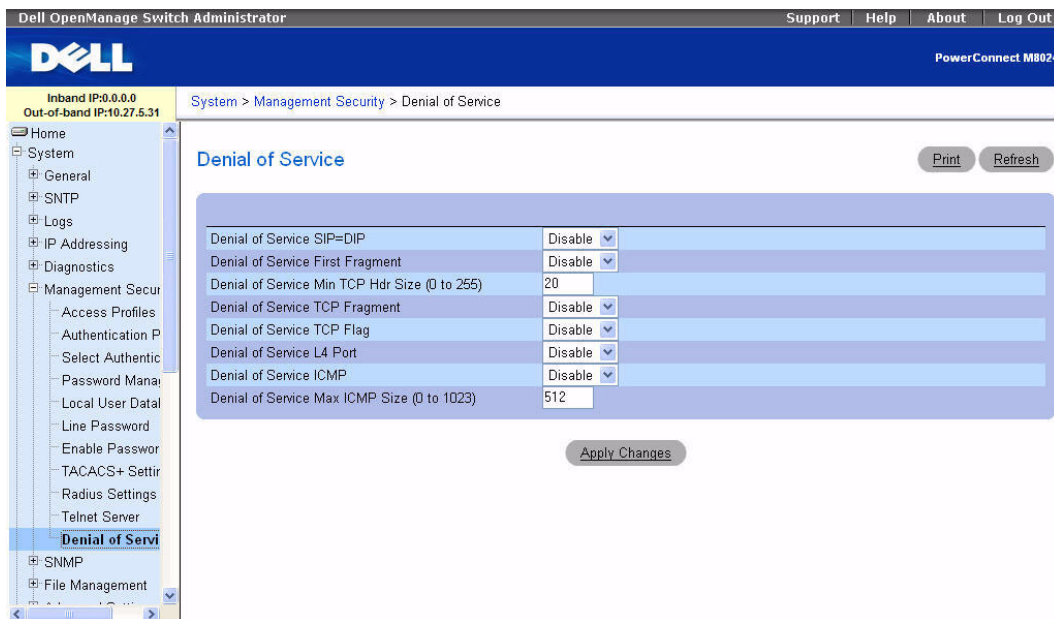 Dell OpenManage Switch Administrator
Support | Help | About | Log Out
DELL
PowerConnect M802
Inband IP:0.0.0.0
Out-of-band IP:10.27.5.31
System > Management Security > Denial of Service
Home
System
General
SNTP
Logs
IP Addressing
Diagnostics
Management Secur
Access Profiles
Authentication P
Select Authentic
Password Mana
Local User Datal
Line Password
Enable Passwor
TACACS+ Settir
Radius Settings
Telnet Server
Denial of Servi
SNMP
File Management
Denial of Service
Print
Refresh
Denial of Service SIP=DIP Disable
Denial of Service First Fragment Disable
Denial of Service Min TCP Hdr Size (0 to 255) 20
Denial of Service TCP Fragment Disable
Denial of Service TCP Flag Disable
Denial of Service L4 Port Disable
Denial of Service ICMP Disable
Denial of Service Max ICMP Size (0 to 1023) 512
Apply Changes